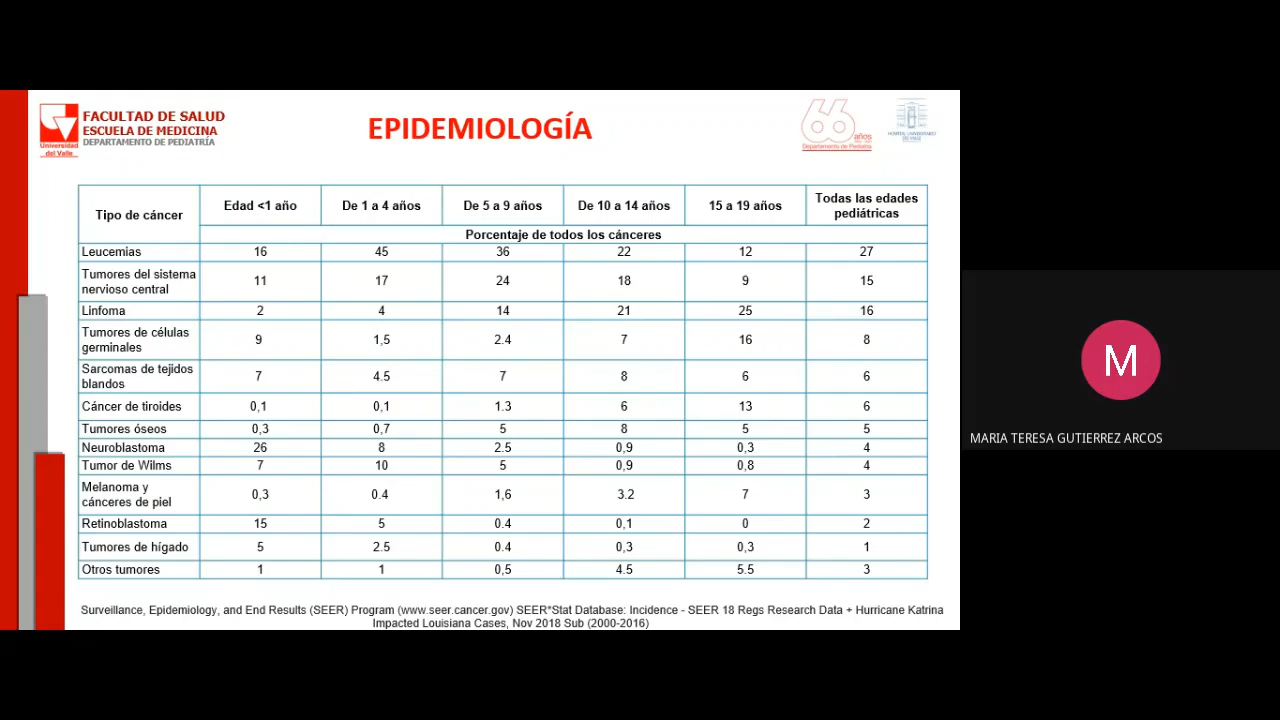 FACULTAD DE SALUD
ESCUELA DE MEDICINA
DEPARTAMENTO DE PEDIATRÍA
Universidad
del Valle
EPIDEMIOLOGÍA
66
años
Departamento de Pediatría
HOSPITAL UNIVERSITARIO
DEL VALLE
Tipo de cáncer
Edad <1 año
De 1 a 4 años
De 5 a 9 años
De 10 a 14 años
15 a 19 años
Todas las edades
pediátricas
Porcentaje de todos los cánceres
Leucemias 16 45 36 22 12 27
Tumores del sistema
nervioso central 11 17 24 18 9 15
Linfoma 2 4 14 21 25 16
Tumores de células
germinales 9 1,5 2.4 7 16 8
Sarcomas de tejidos
blandos 7 4.5 7 8 6 6
Cáncer de tiroides 0,1 0,1 1.3 6 13 6
Tumores óseos 0,3 0,7 5 8 5 5
Neuroblastoma 26 8 2.5 0,9 0,3 4
Tumor de Wilms 7 10 5 0,9 0,8 4
Melanoma y
cánceres de piel 0,3 0.4 1,6 3.2 7 3
Retinoblastoma 15 5 0.4 0,1 0 2
Tumores de hígado 5 2.5 0.4 0,3 0,3 1
Otros tumores 1 1 0,5 4.5 5.5 3
Surveillance, Epidemiology, and End Results (SEER) Program (www.seer.cancer.gov) SEER*Stat Database: Incidence - SEER 18 Regs Research Data + Hurricane Katrina
Impacted Louisiana Cases, Nov 2018 Sub (2000-2016)
M
MARIA TERESA GUTIERREZ ARCOS